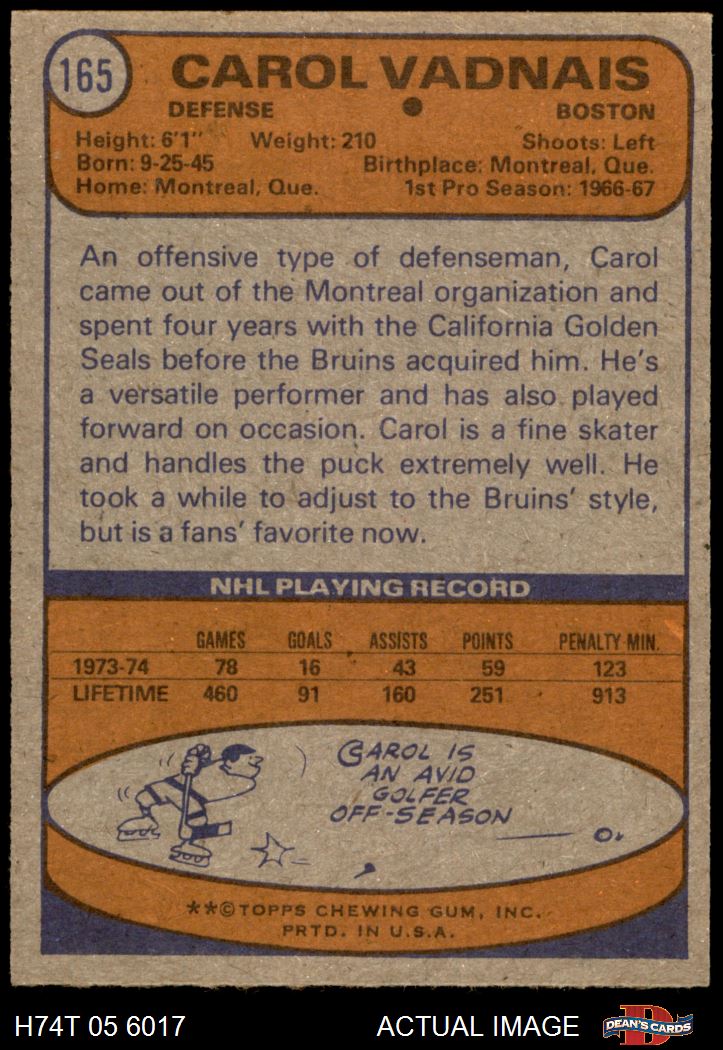 165
CAROL VADNAIS
DEFENSE ● BOSTON
Height: 6'1" Weight: 210 Shoots: Left
Born: 9-25-45 Birthplace: Montreal, Que.
Home: Montreal, Que. 1st Pro Season: 1966-67
An offensive type of defenseman, Carol
came out of the Montreal organization and
spent four years with the California Golden
Seals before the Bruins acquired him. He's
a versatile performer and has also played
forward on occasion. Carol is a fine skater
and handles the puck extremely well. He
took a while to adjust to the Bruins' style,
but is a fans' favorite now.
NHL PLAYING RECORD
GAMES GOALS ASSISTS POINTS PENALTY MIN.
1973-74 78 16 43 59 123
LIFETIME 460 91 160 251 913
CAROL IS
AN AVID
GOLFER
OFF-SEASON
**©TOPPS CHEWING GUM, INC.
PRTD. IN U.S.A.
H74T 05 6017 ACTUAL IMAGE DEAN'S CARDS